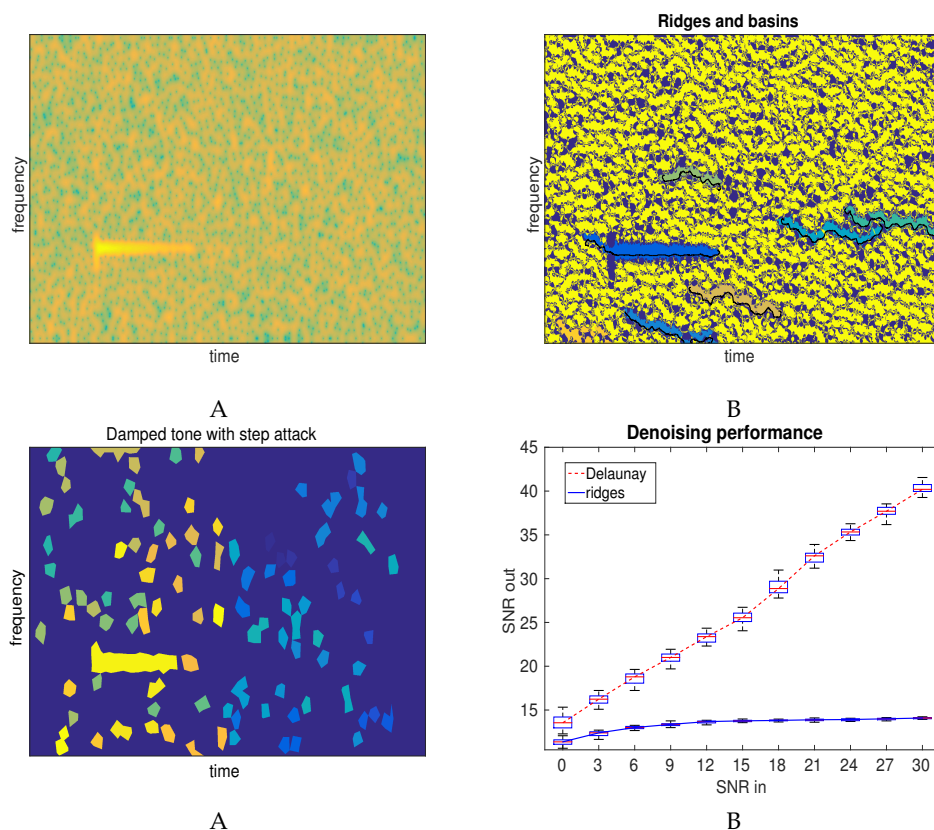 frequency
time
A
Ridges and basins
frequency
time
B
Damped tone with step attack
frequency
time
A
Denoising performance
Delaunay
ridges
SNR out
45
40
35
30
25
20
15
0 3 6 9 12 15 18 21 24 27 30
SNR in
B